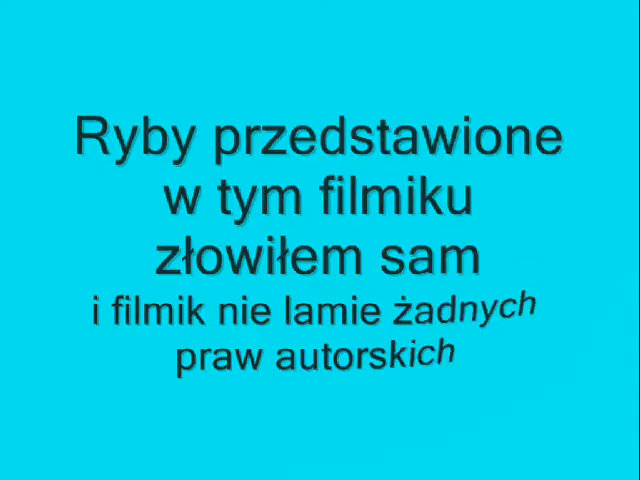 Ryby przedstawione
w tym filmiku
złowiłem sam
i filmik nie lamie żadnych
praw autorskich